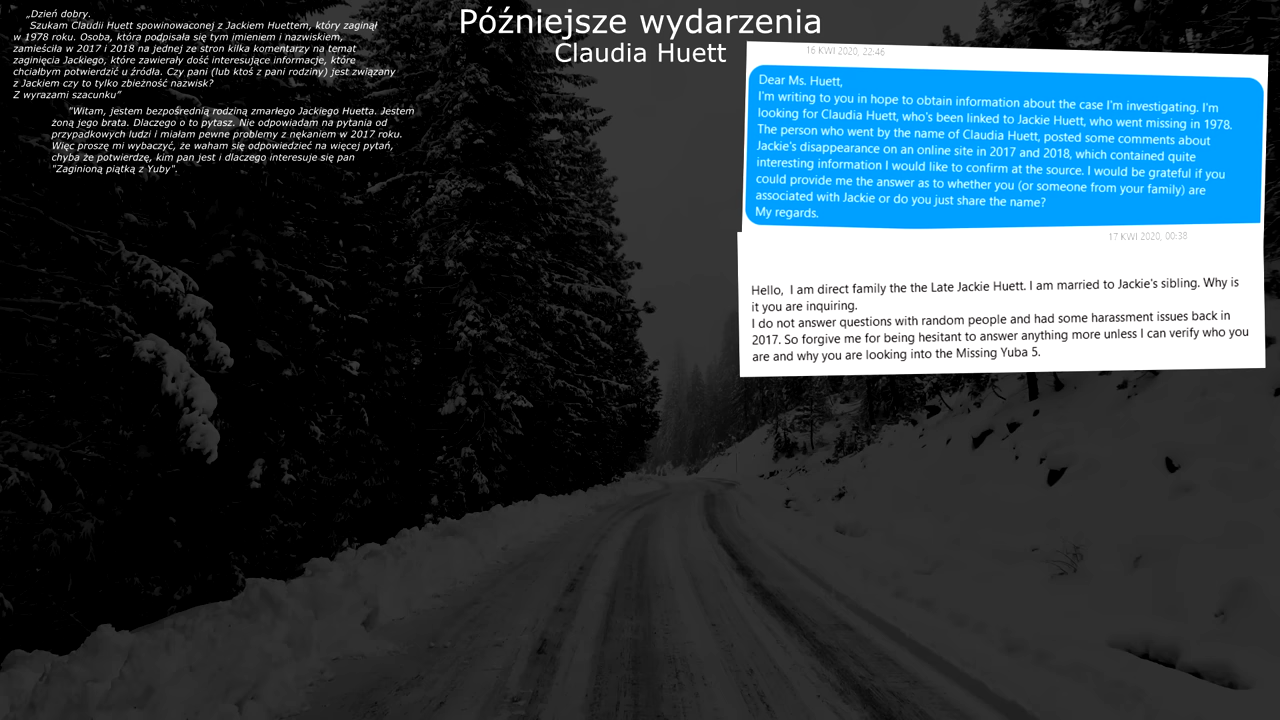 Późniejsze wydarzenia
Claudia Huett
„Dzień dobry.
Szukam Claudii Huett spowinowaconej z Jackiem Huettem, który zaginął
w 1978 roku. Osoba, która podpisała się tym imieniem i nazwiskiem,
zamieściła w 2017 i 2018 na jednej ze stron kilka komentarzy na temat
zaginięcia Jackiego, które zawierały dość interesujące informacje, które
chciałbym potwierdzić u źródła. Czy pani (lub ktoś z pani rodziny) jest związany
z Jackiem czy to tylko zbieżność nazwisk?
Z wyrazami szacunku”
"Witam, jestem bezpośrednią rodziną zmarłego Jackiego Huetta. Jestem
żoną jego brata. Dlaczego o to pytasz. Nie odpowiadam na pytania od
przypadkowych ludzi i miałam pewne problemy z nękaniem w 2017 roku.
Więc proszę mi wybaczyć, że waham się odpowiedzieć na więcej pytań,
chyba że potwierdzę, kim pan jest i dlaczego interesuje się pan
"Zaginioną piątką z Yuby".
16 KWI 2020, 22:46
Dear Ms. Huett,
I'm writing to you in hope to obtain information about the case I'm investigating. I'm
looking for Claudia Huett, who's been linked to Jackie Huett, who went missing in 1978.
The person who went by the name of Claudia Huett, posted some comments about
Jackie's disappearance on an online site in 2017 and 2018, which contained quite
interesting information I would like to confirm at the source. I would be grateful if you
could provide me the answer as to whether you (or someone from your family) are
associated with Jackie or do you just share the name?
My regards.
17 KWI 2020, 00:38
Hello, I am direct family the the Late Jackie Huett. I am married to Jackie's sibling. Why is
it you are inquiring.
I do not answer questions with random people and had some harassment issues back in
2017. So forgive me for being hesitant to answer anything more unless I can verify who you
are and why you are looking into the Missing Yuba 5.